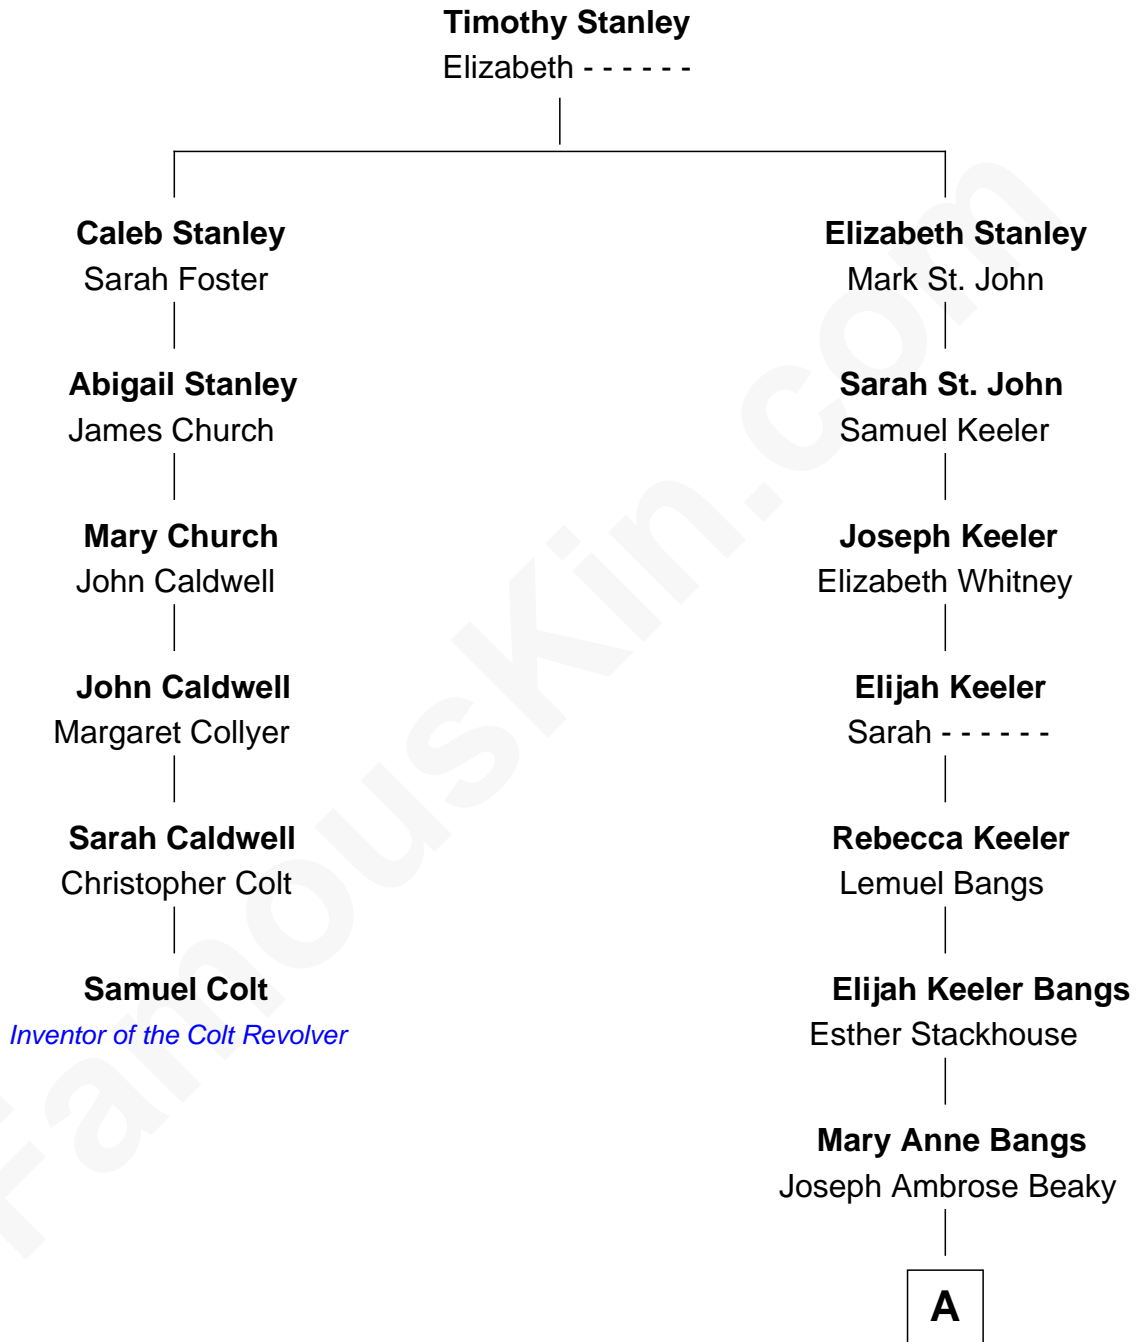 Timothy Stanley
Elizabeth - - - - - -
Caleb Stanley
Sarah Foster
Abigail Stanley
James Church
Mary Church
John Caldwell
John Caldwell
Margaret Collyer
Sarah Caldwell
Christopher Colt
Samuel Colt
Inventor of the Colt Revolver
Elizabeth Stanley
Mark St. John
Sarah St. John
Samuel Keeler
Joseph Keeler
Elizabeth Whitney
Elijah Keeler
Sarah - - - - - -
Rebecca Keeler
Lemuel Bangs
Elijah Keeler Bangs
Esther Stackhouse
Mary Anne Bangs
Joseph Ambrose Beaky
A
FamousKin.com